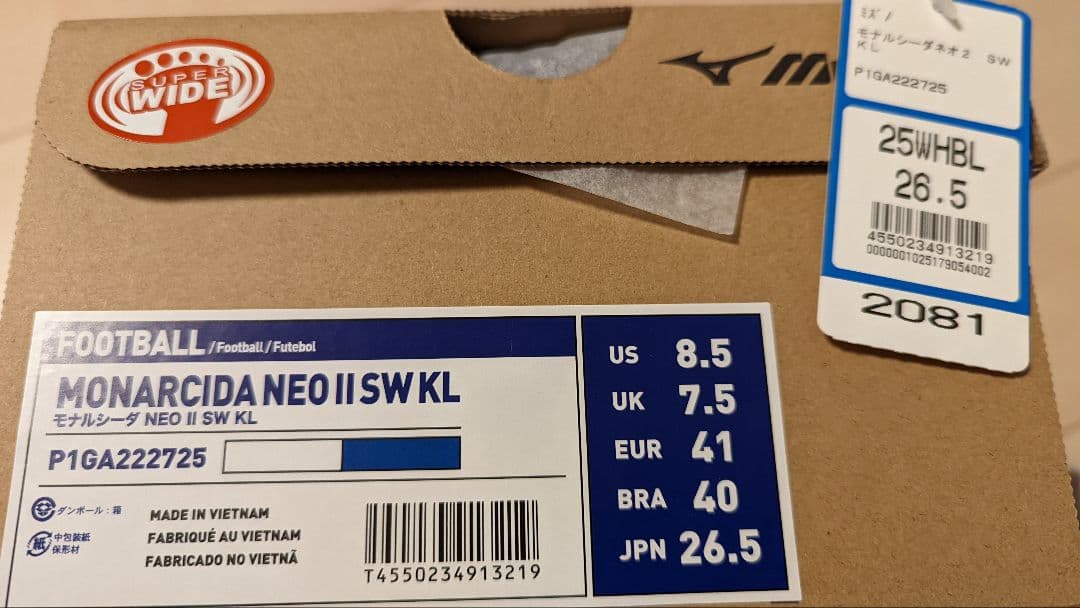 SUPER
WIDE
ミズノ
モナルシーダネオ2 SW
KL
P1GA222725
25WHBL
26.5
4550234913219
0000001025179054002
2081
FOOTBALL /Football/Futebol
MONARCIDA NEO II SW KL
モナルシーダ NEO II SW KL
P1GA222725
ダンボール:箱
紙
中包装紙
保形材
MADE IN VIETNAM
FABRIQUÉ AU VIETNAM
FABRICADO NO VIETNÃ
T4550234913219
US 8.5
UK 7.5
EUR 41
BRA 40
JPN 26.5